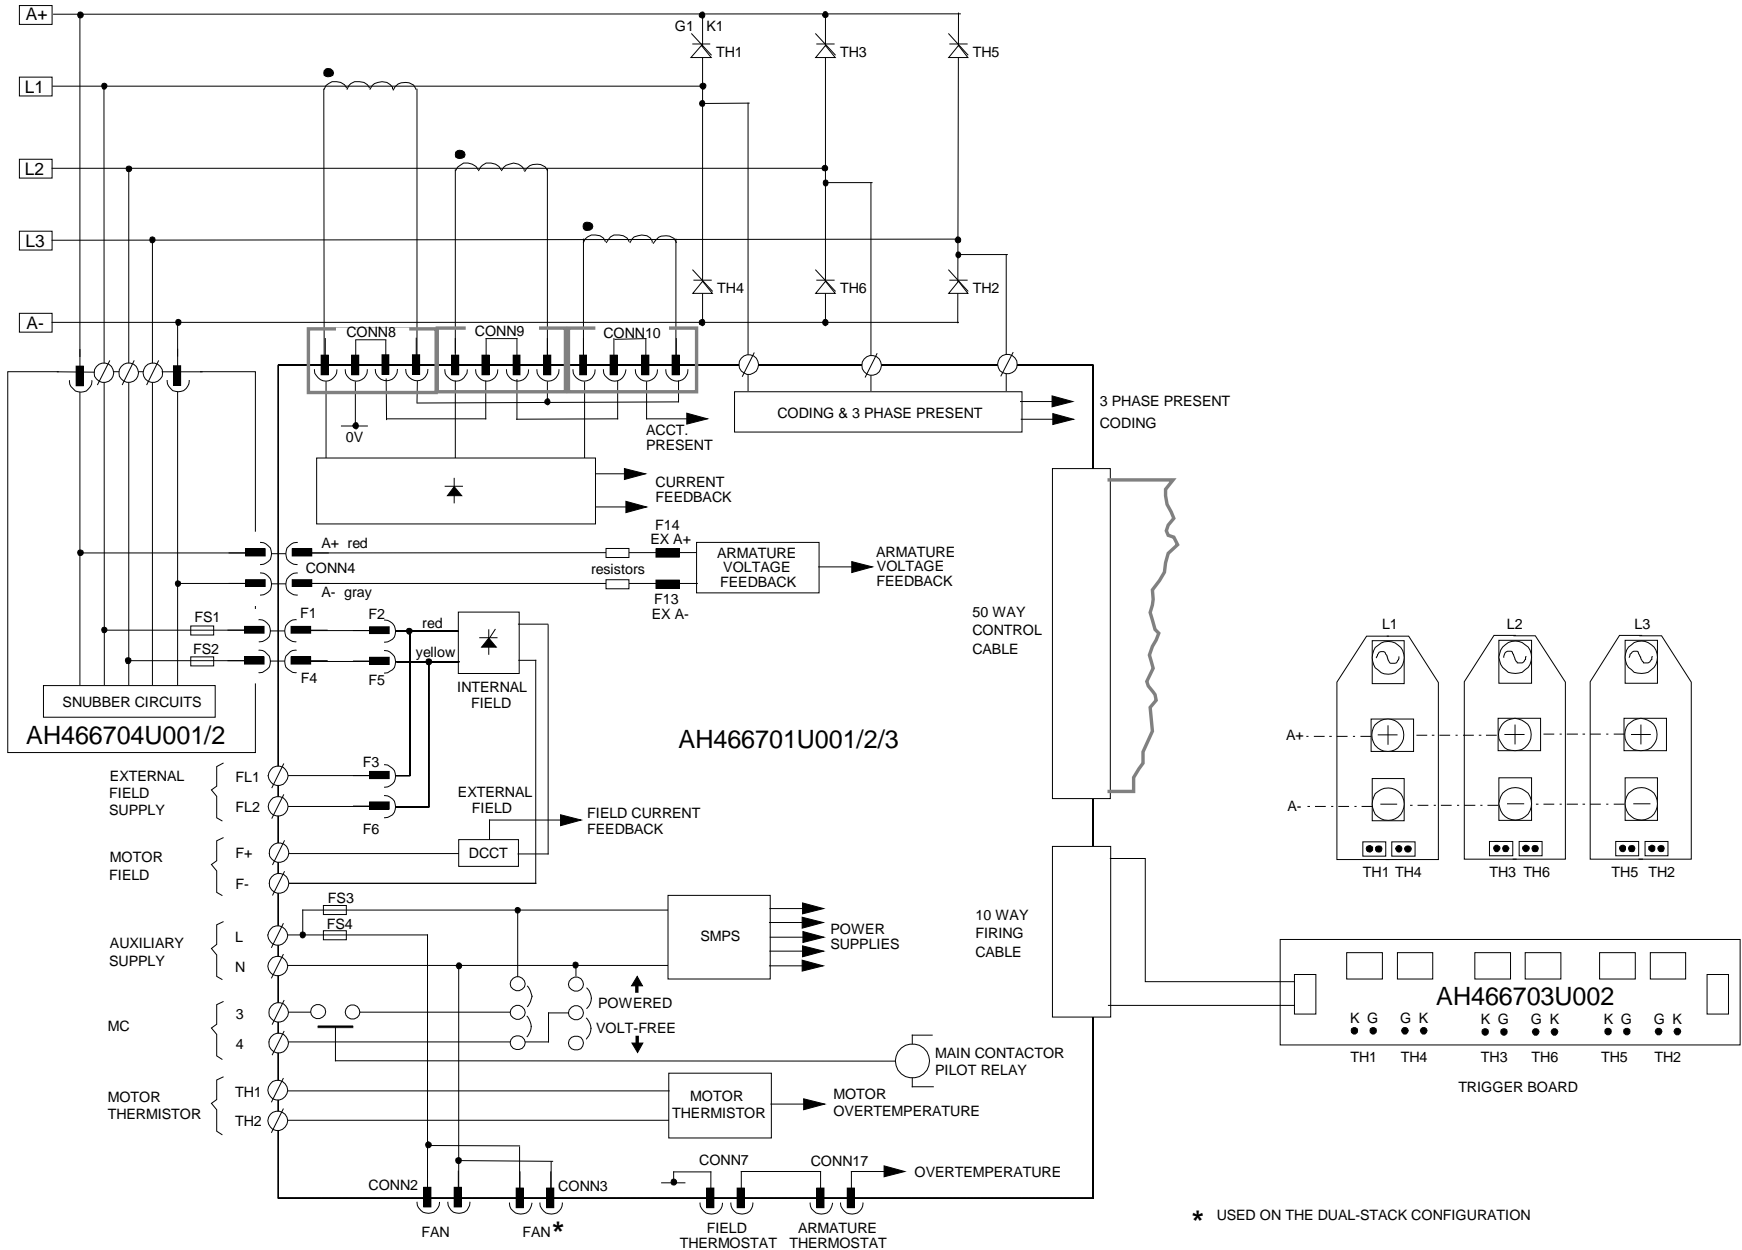 A+
G1 K1
TH1
TH3
TH5
L1
L2
L3
TH4
TH6
TH2
A-
CONN8
CONN9
CONN10
0V
ACCT.
PRESENT
CODING & 3 PHASE PRESENT
3 PHASE PRESENT
CODING
CURRENT
FEEDBACK
A+ red
CONN4
A- gray
resistors
F14
EX A+
F13
EX A-
ARMATURE
VOLTAGE
FEEDBACK
ARMATURE
VOLTAGE
FEEDBACK
FS1
FS2
F1
F2
F4
F5
red
yellow
INTERNAL
FIELD
SNUBBER CIRCUITS
AH466704U001/2
AH466701U001/2/3
50 WAY
CONTROL
CABLE
EXTERNAL
FIELD
SUPPLY
FL1
FL2
F3
F6
EXTERNAL
FIELD
FIELD CURRENT
FEEDBACK
DCCT
MOTOR
FIELD
F+
F-
AUXILIARY
SUPPLY
L
N
FS3
FS4
SMPS
POWER
SUPPLIES
10 WAY
FIRING
CABLE
MC
3
4
POWERED
VOLT-FREE
MAIN CONTACTOR
PILOT RELAY
MOTOR
THERMISTOR
TH1
TH2
MOTOR
THERMISTOR
MOTOR
OVERTEMPERATURE
CONN2
CONN3
FAN
FAN*
CONN7
CONN17
OVERTEMPERATURE
FIELD
THERMOSTAT
ARMATURE
THERMOSTAT
L1
L2
L3
A+
A-
TH1 TH4
TH3 TH6
TH5 TH2
AH466703U002
K G
G K
K G
G K
K G
G K
TH1
TH4
TH3
TH6
TH5
TH2
TRIGGER BOARD
* USED ON THE DUAL-STACK CONFIGURATION